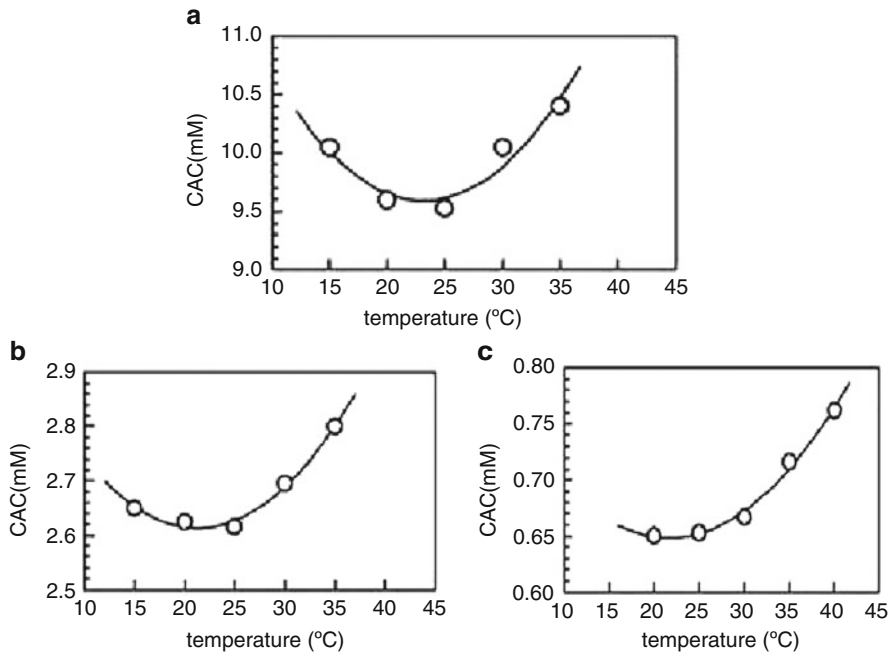 a
11.0
10.5
10.0
9.5
9.0
CAC(mM)
10 15 20 25 30 35 40 45
temperature (ºC)
b
2.9
2.8
2.7
2.6
2.5
CAC(mM)
10 15 20 25 30 35 40 45
temperature (ºC)
c
0.80
0.75
0.70
0.65
0.60
CAC(mM)
10 15 20 25 30 35 40 45
temperature (ºC)